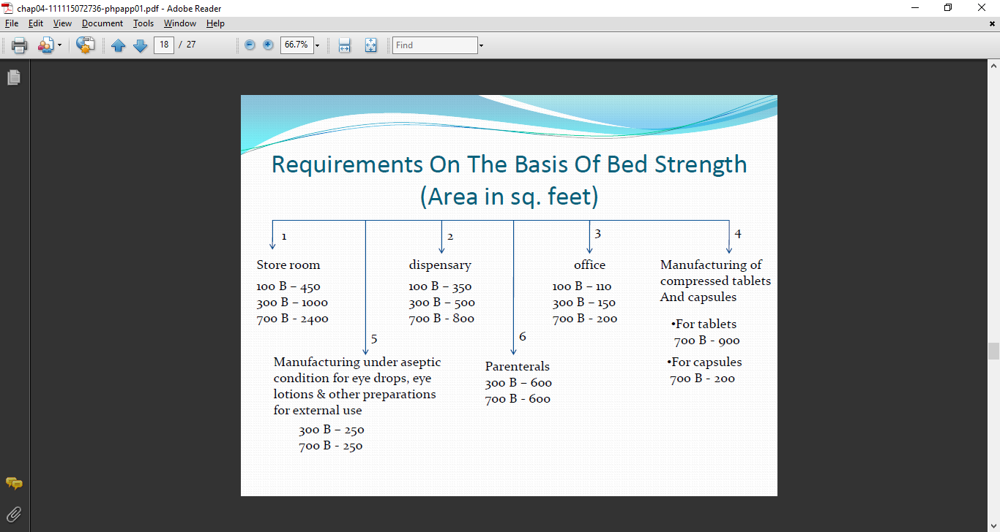 chap04-111115072736-phpapp01.pdf - Adobe Reader
File Edit View Document Tools Window Help
18 / 27 66.7% Find
Requirements On The Basis Of Bed Strength
(Area in sq. feet)
1
Store room
100 B – 450
300 B – 1000
700 B - 2400
2
dispensary
100 B – 350
300 B – 500
700 B - 800
3
office
100 B – 110
300 B – 150
700 B - 200
4
Manufacturing of
compressed tablets
And capsules
•For tablets
700 B - 900
•For capsules
700 B - 200
5
Manufacturing under aseptic
condition for eye drops, eye
lotions & other preparations
for external use
300 B – 250
700 B - 250
6
Parenterals
300 B – 600
700 B - 600